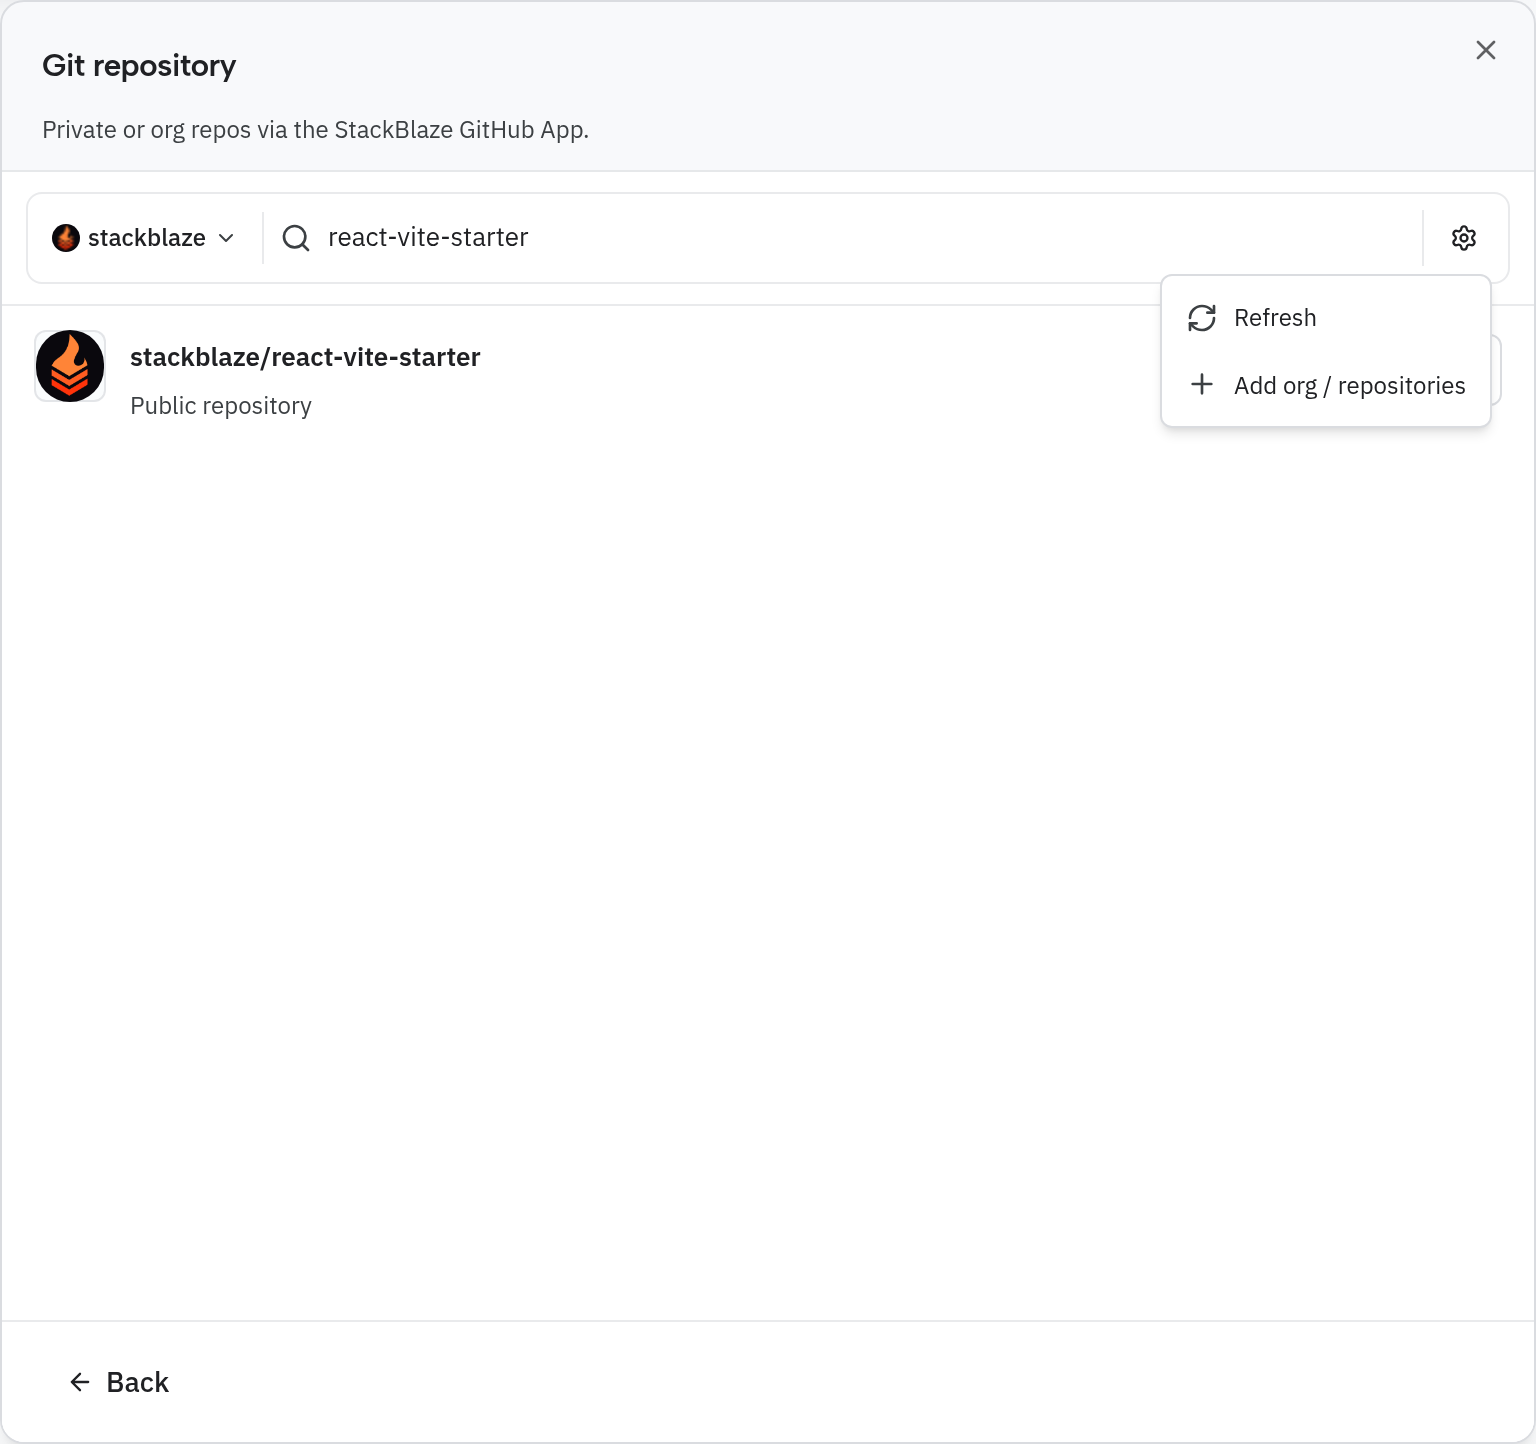 Git repository
Private or org repos via the StackBlaze GitHub App.
stackblaze
react-vite-starter
Refresh
Add org / repositories
stackblaze/react-vite-starter
Public repository
Back